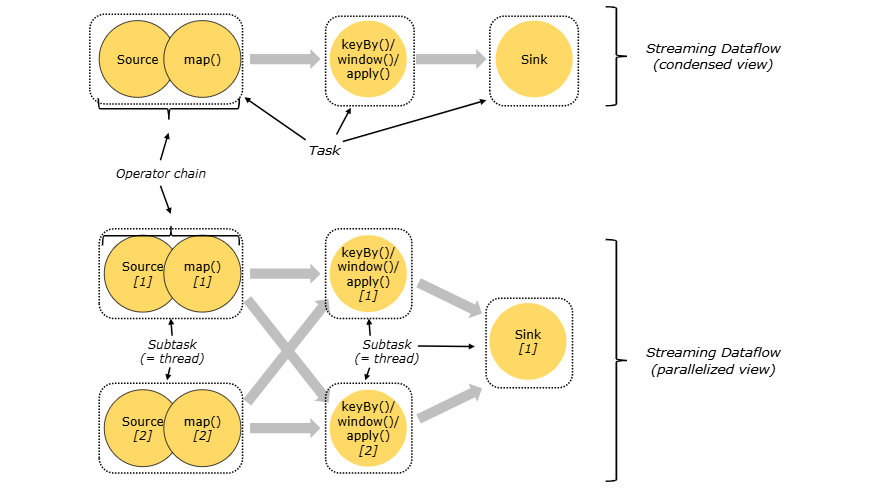 Source
map()
keyBy()/
window()/
apply()
Sink
Streaming Dataflow
(condensed view)
Task
Operator chain
Source
[1]
map()
[1]
keyBy()/
window()/
apply()
[1]
Sink
[1]
Subtask
(= thread)
Subtask
(= thread)
Streaming Dataflow
(parallelized view)
Source
[2]
map()
[2]
keyBy()/
window()/
apply()
[2]